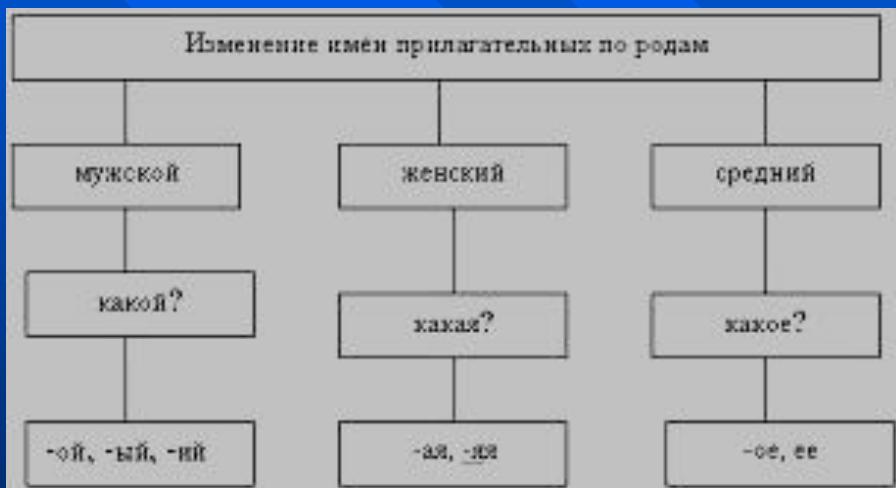 Изменение имён прилагательных по родам
мужской
женский
средний
какой?
какая?
какое?
-ой, -ый, -ий
-ая, -яя
-ое, ее